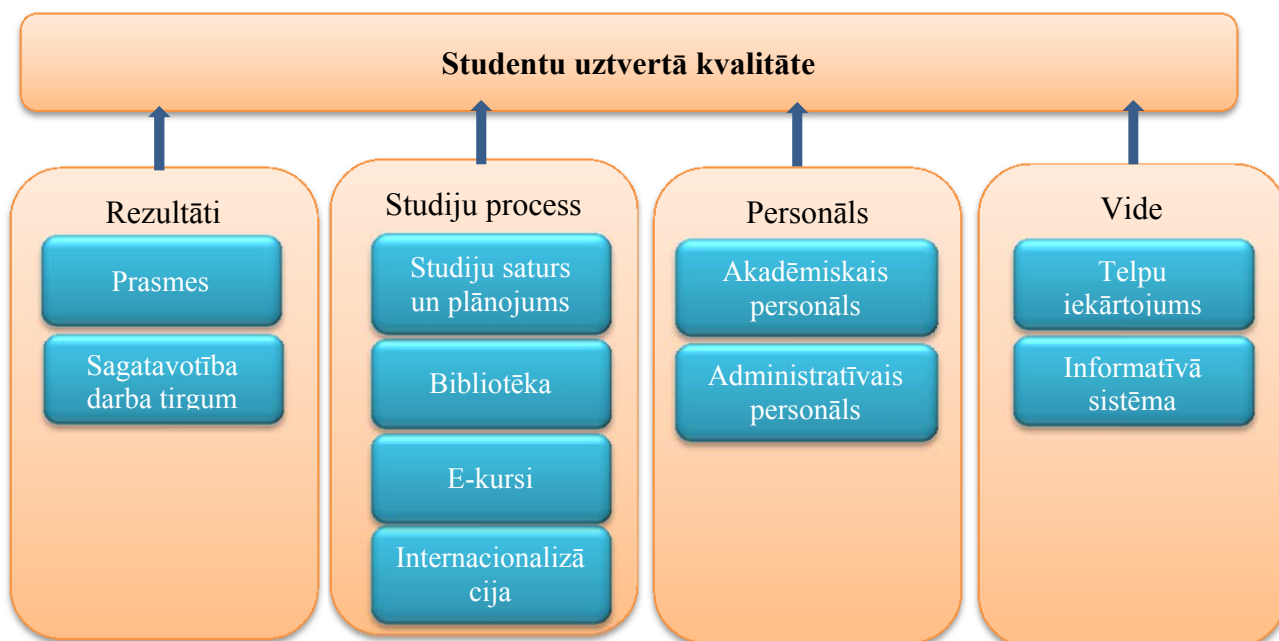 Studentu uztvertā kvalitāte
Rezultāti
Prasmes
Sagatavotība
darba tirgum
Studiju process
Studiju saturs
un plānojums
Bibliotēka
E-kursi
Internacionalizā
cija
Personāls
Akadēmiskais
personāls
Administratīvais
personāls
Vide
Telpu
iekārtojums
Informatīvā
sistēma